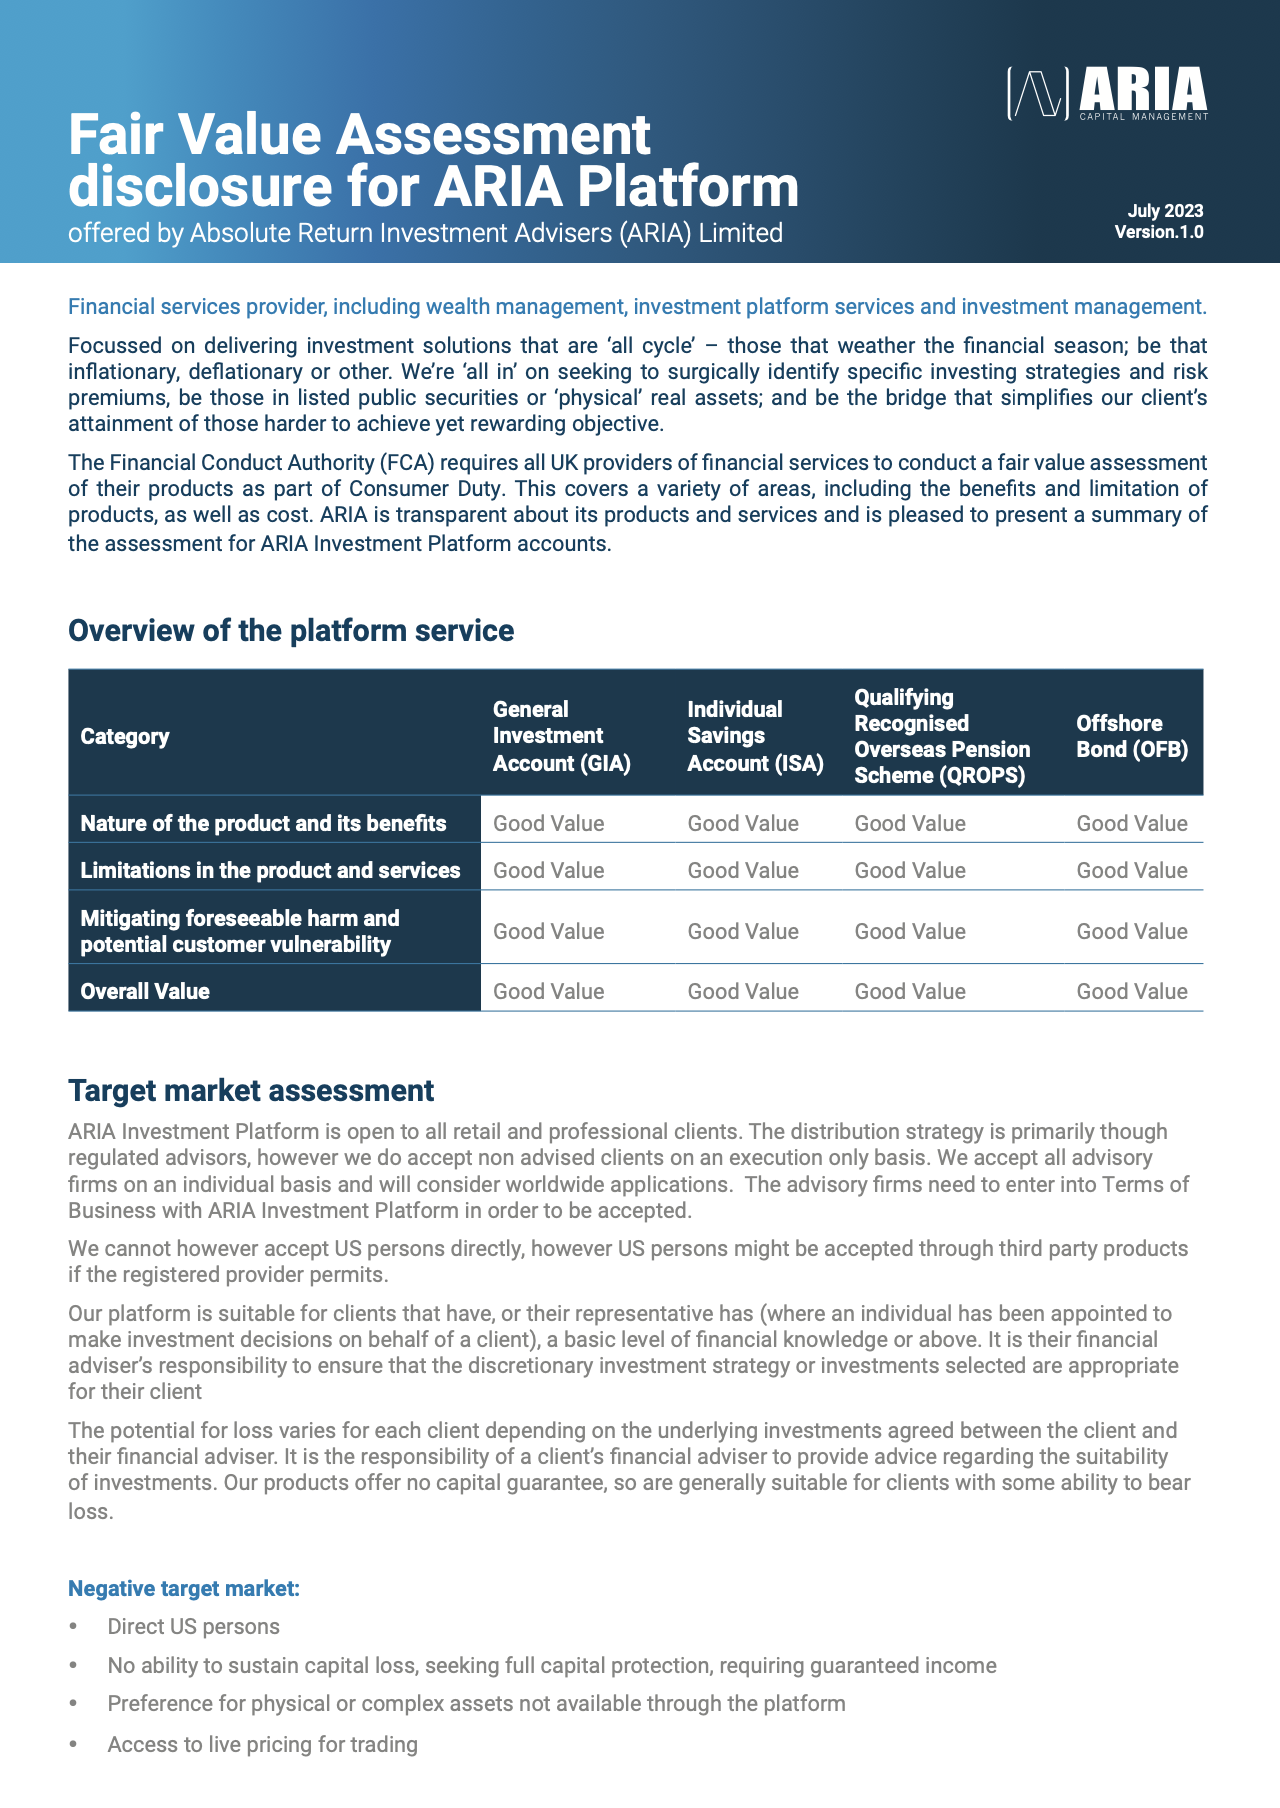 ARIA
CAPITAL MANAGEMENT
Fair Value Assessment
disclosure for ARIA Platform
offered by Absolute Return Investment Advisers (ARIA) Limited
July 2023
Version.1.0
Financial services provider, including wealth management, investment platform services and investment management.
Focussed on delivering investment solutions that are ‘all cycle’ – those that weather the financial season; be that
inflationary, deflationary or other. We’re ‘all in’ on seeking to surgically identify specific investing strategies and risk
premiums, be those in listed public securities or ‘physical’ real assets; and be the bridge that simplifies our client’s
attainment of those harder to achieve yet rewarding objective.
The Financial Conduct Authority (FCA) requires all UK providers of financial services to conduct a fair value assessment
of their products as part of Consumer Duty. This covers a variety of areas, including the benefits and limitation of
products, as well as cost. ARIA is transparent about its products and services and is pleased to present a summary of
the assessment for ARIA Investment Platform accounts.
Overview of the platform service
Category
General
Investment
Account (GIA)
Individual
Savings
Account (ISA)
Qualifying
Recognised
Overseas Pension
Scheme (QROPS)
Offshore
Bond (OFB)
Nature of the product and its benefits Good Value Good Value Good Value Good Value
Limitations in the product and services Good Value Good Value Good Value Good Value
Mitigating foreseeable harm and
potential customer vulnerability
Good Value Good Value Good Value Good Value
Overall Value Good Value Good Value Good Value Good Value
Target market assessment
ARIA Investment Platform is open to all retail and professional clients. The distribution strategy is primarily though
regulated advisors, however we do accept non advised clients on an execution only basis. We accept all advisory
firms on an individual basis and will consider worldwide applications.  The advisory firms need to enter into Terms of
Business with ARIA Investment Platform in order to be accepted.
We cannot however accept US persons directly, however US persons might be accepted through third party products
if the registered provider permits.
Our platform is suitable for clients that have, or their representative has (where an individual has been appointed to
make investment decisions on behalf of a client), a basic level of financial knowledge or above. It is their financial
adviser’s responsibility to ensure that the discretionary investment strategy or investments selected are appropriate
for their client
The potential for loss varies for each client depending on the underlying investments agreed between the client and
their financial adviser. It is the responsibility of a client’s financial adviser to provide advice regarding the suitability
of investments. Our products offer no capital guarantee, so are generally suitable for clients with some ability to bear
loss.
Negative target market:
• Direct US persons
• No ability to sustain capital loss, seeking full capital protection, requiring guaranteed income
• Preference for physical or complex assets not available through the platform
• Access to live pricing for trading